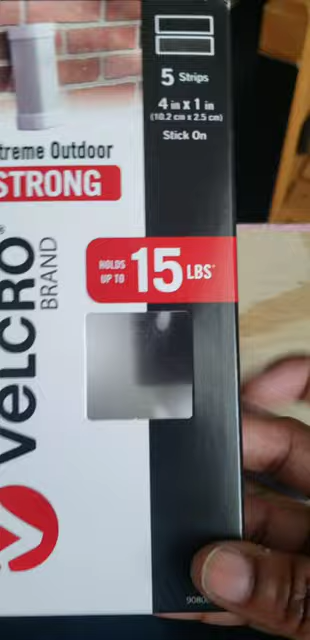 5 Strips
4 in x 1 in
(10.2 cm x 2.5 cm)
Stick On
treme Outdoor
STRONG
HOLDS
UP TO
15 LBS*
VELCRO®
BRAND
9080